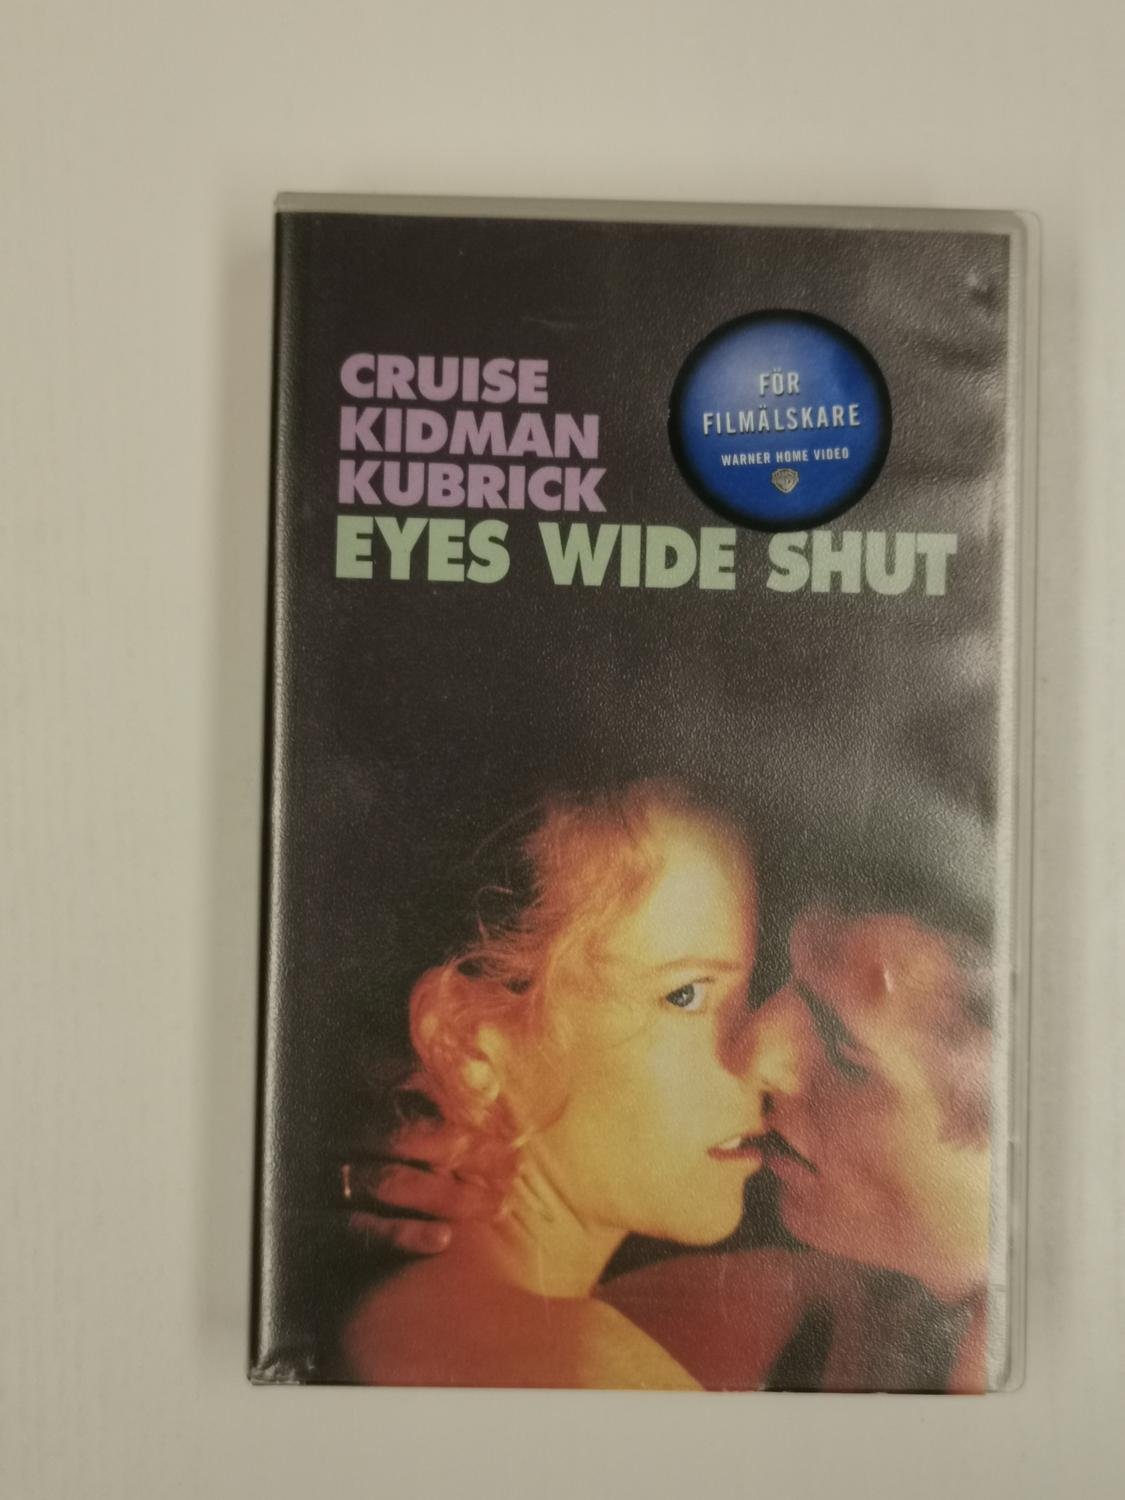 CRUISE
KIDMAN
KUBRICK
EYES WIDE SHUT
FÖR
FILMÄLSKARE
WARNER HOME VIDEO